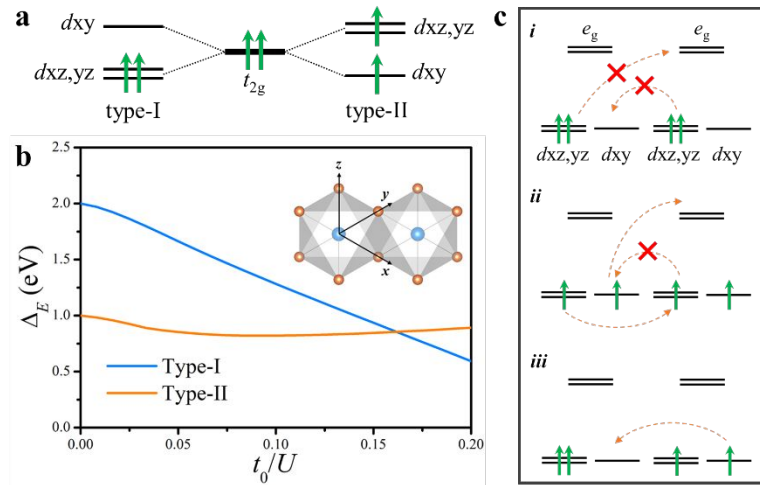 a
dxy
dxz,yz
type-I
t2g
dxz,yz
dxy
type-II
b
ΔE (eV)
2.5
2.0
1.5
1.0
0.5
0.0
0.00
0.05
0.10
0.15
0.20
t0/U
Type-I
Type-II
z
y
x
c
i
eg
eg
dxz,yz
dxy
dxz,yz
dxy
ii
iii